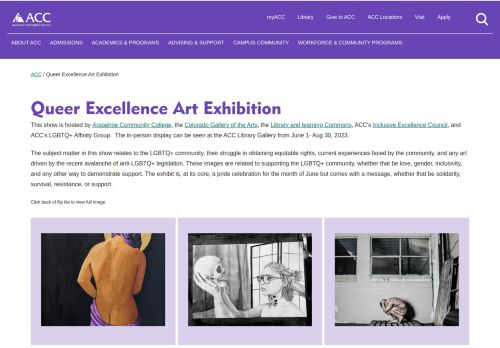 ACC
myACC Library Give to ACC ACC Locations Visit Apply
ABOUT ACC ADMISSIONS ACADEMICS & PROGRAMS ADVISING & SUPPORT CAMPUS COMMUNITY WORKFORCE & COMMUNITY PROGRAMS
ACC / Queer Excellence Art Exhibition
Queer Excellence Art Exhibition
This show is hosted by Arapahoe Community College, the Colorado Gallery of the Arts, the Library and learning Commons, ACC's Inclusive Excellence Council, and
ACC's LGBTQ+ Affinity Group. The in-person display can be seen at the ACC Library Gallery from June 1- Aug 30, 2023.
The subject matter in this show relates to the LGBTQ+ community, their struggle in obtaining equitable rights, current experiences faced by the community, and any art
driven by the recent avalanche of anti-LGBTQ+ legislation. These images are related to supporting the LGBTQ+ community, whether that be love, gender, inclusivity,
and any other way to demonstrate support. The exhibit is, at its core, a pride celebration for the month of June but comes with a message, whether that be solidarity,
survival, resistance, or support.
Click back of flip tile to view full image.